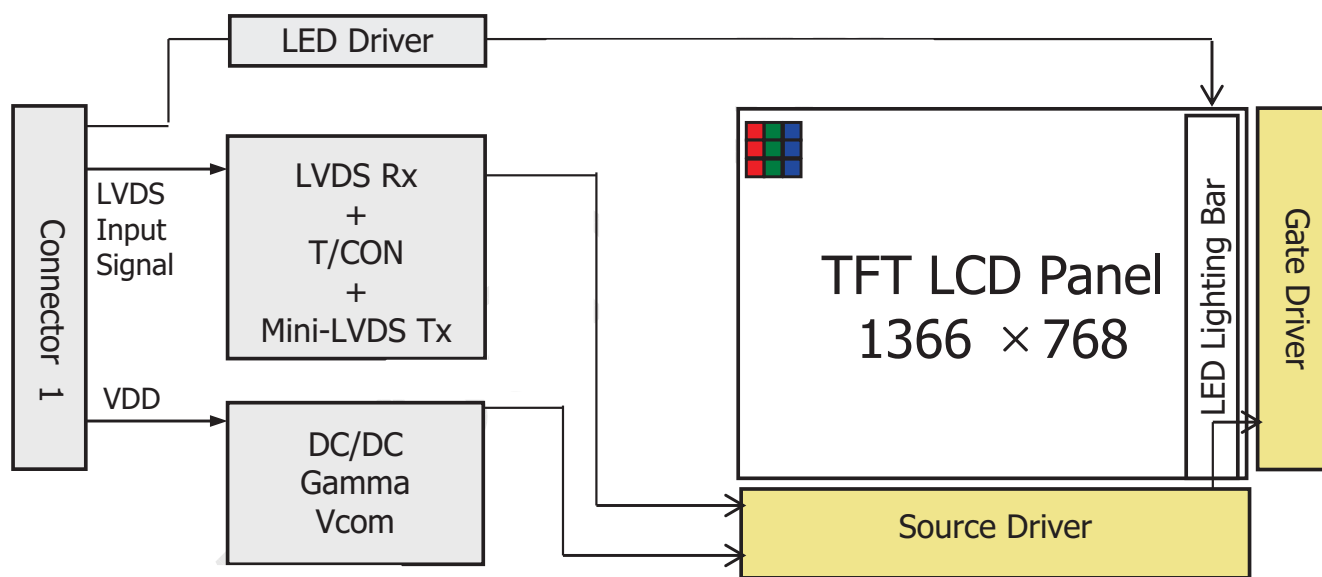 LED Driver
Connector 1
LVDS
Input
Signal
LVDS Rx
+
T/CON
+
Mini-LVDS Tx
VDD
DC/DC
Gamma
Vcom
TFT LCD Panel
1366 × 768
LED Lighting Bar
Gate Driver
Source Driver